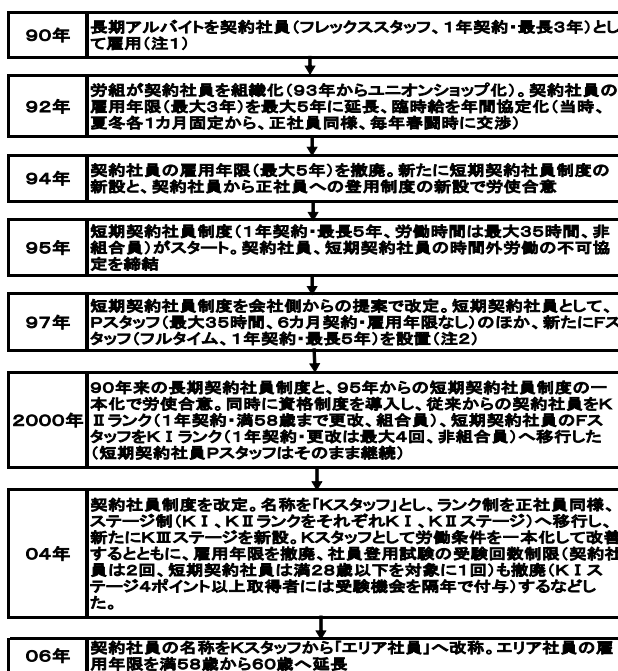 90年
長期アルバイトを契約社員(フレックススタッフ、1年契約・最長3年)とし
て雇用(注1)
92年
労組が契約社員を組織化(93年からユニオンショップ化)。契約社員の
雇用年限(最大3年)を最大5年に延長、臨時給を年間協定化(当時、
夏冬各1カ月固定から、正社員同様、毎年春闘時に交渉)
94年
契約社員の雇用年限(最大5年)を撤廃。新たに短期契約社員制度の
新設と、契約社員から正社員への登用制度の新設で労使合意
95年
短期契約社員制度(1年契約・最長5年、労働時間は最大35時間、非
組合員)がスタート。契約社員、短期契約社員の時間外労働の不可協
定を締結
97年
短期契約社員制度を会社側からの提案で改定。短期契約社員として、
Pスタッフ(最大35時間、6カ月契約・雇用年限なし)のほか、新たにFス
タッフ(フルタイム、1年契約・最長5年)を設置(注2)
2000年
90年来の長期契約社員制度と、95年からの短期契約社員制度の一
本化で労使合意。同時に資格制度を導入し、従来からの契約社員をK
Ⅱランク(1年契約・満58歳まで更改、組合員)、短期契約社員のFス
タッフをKⅠランク(1年契約・更改は最大4回、非組合員)へ移行した
(短期契約社員Pスタッフはそのまま継続)
04年
契約社員制度を改定。名称を「Kスタッフ」とし、ランク制を正社員同様、
ステージ制(KⅠ、KⅡランクをそれぞれKⅠ、KⅡステージ)へ移行し、
新たにKⅢステージを新設。Kスタッフとして労働条件を一本化して改善
するとともに、雇用年限を撤廃、社員登用試験の受験回数制限(契約社
員は2回、短期契約社員は満28歳以下を対象に1回)も撤廃(KⅠス
テージ4ポイント以上取得者には受験機会を隔年で付与)するなどし
た。
06年
契約社員の名称をKスタッフから「エリア社員」へ改称。エリア社員の雇
用年限を満58歳から60歳へ延長